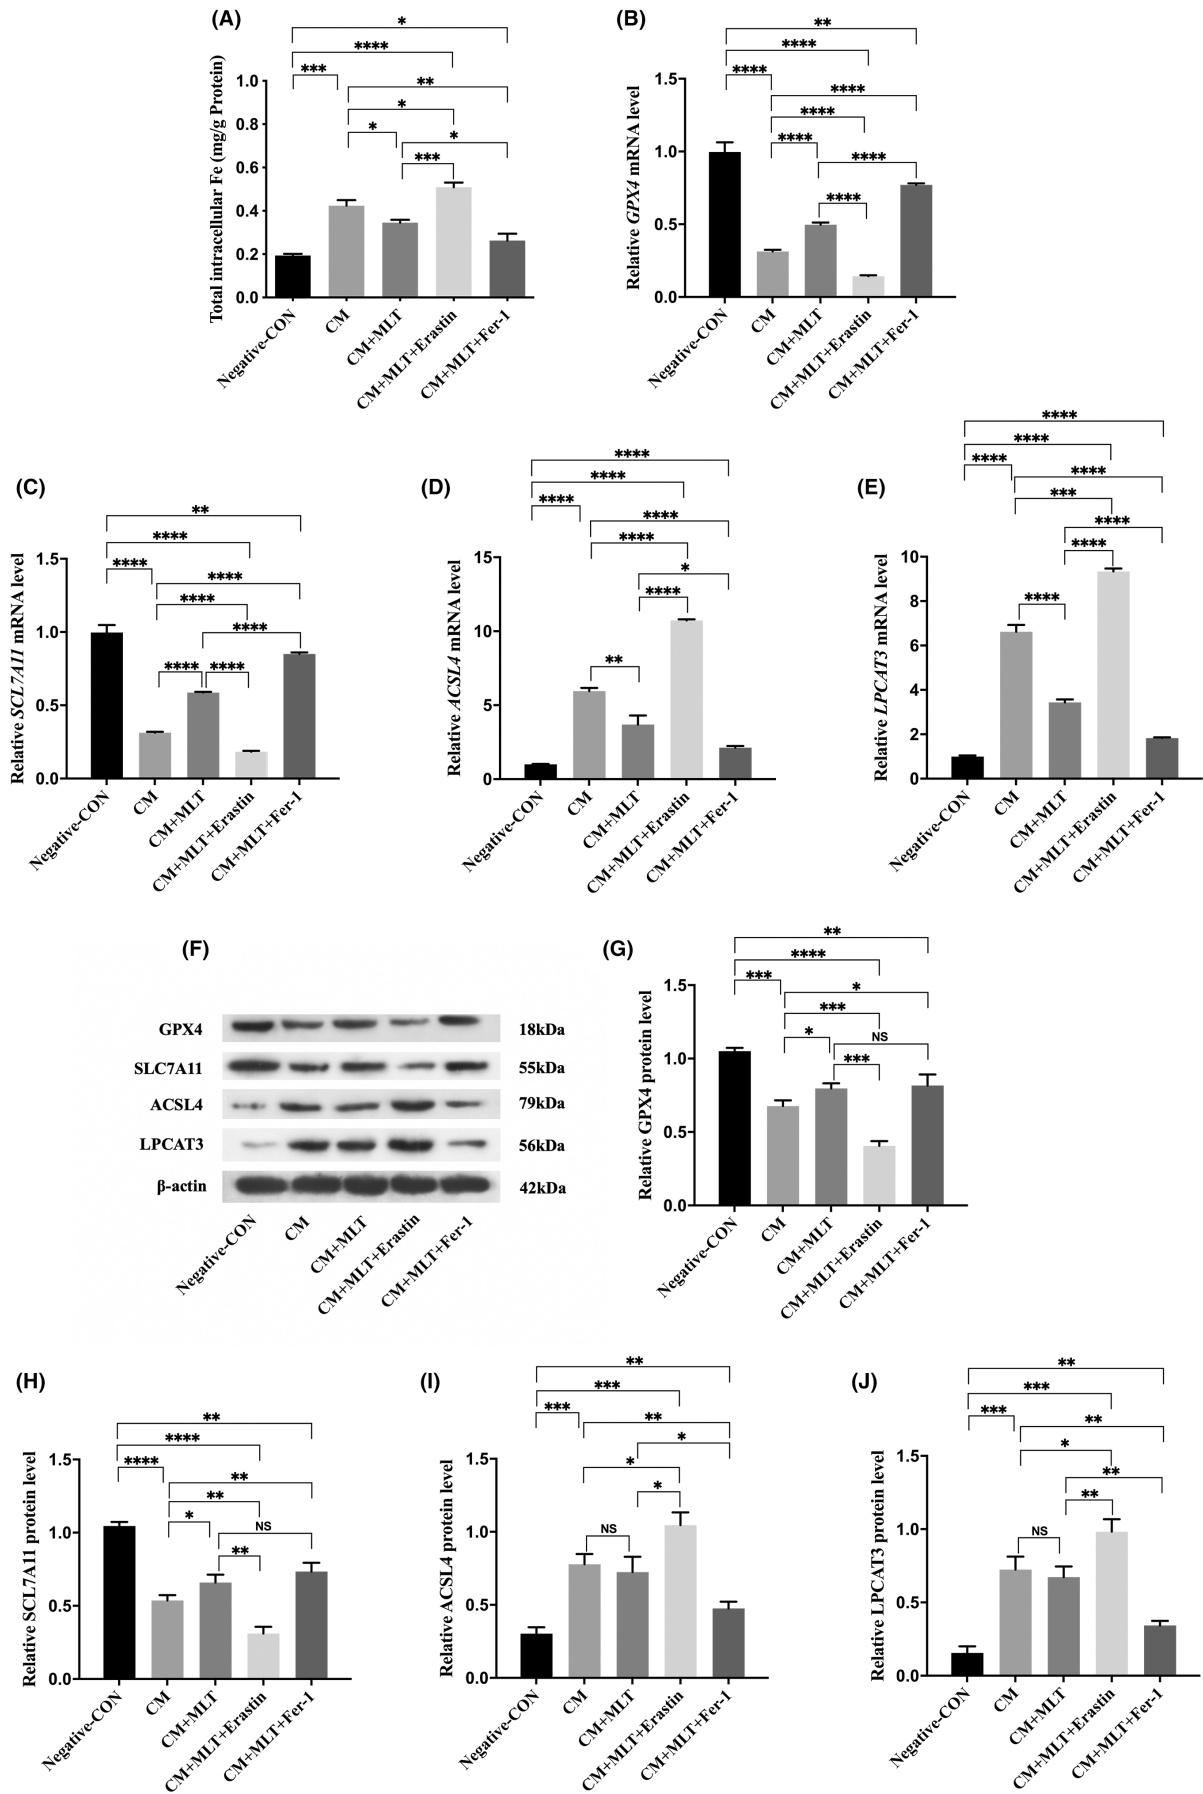 (A)
*
****
***
**
*
*
*
***
Total intracellular Fe (mg/g Protein)
1.0
0.8
0.6
0.4
0.2
0.0
Negative-CON
CM
CM+MLT
CM+MLT+Erastin
CM+MLT+Fer-1
(B)
**
****
****
****
****
****
****
****
Relative GPX4 mRNA level
1.5
1.0
0.5
0.0
Negative-CON
CM
CM+MLT
CM+MLT+Erastin
CM+MLT+Fer-1
(C)
**
****
****
****
****
****
****
****
Relative SCL7A11 mRNA level
1.5
1.0
0.5
0.0
Negative-CON
CM
CM+MLT
CM+MLT+Erastin
CM+MLT+Fer-1
(D)
****
****
****
****
****
*
****
**
Relative ACSL4 mRNA level
15
10
5
0
Negative-CON
CM
CM+MLT
CM+MLT+Erastin
CM+MLT+Fer-1
(E)
****
****
****
****
***
****
****
****
Relative LPCAT3 mRNA level
10
8
6
4
2
0
Negative-CON
CM
CM+MLT
CM+MLT+Erastin
CM+MLT+Fer-1
(F)
GPX4 18kDa
SLC7A11 55kDa
ACSL4 79kDa
LPCAT3 56kDa
β-actin 42kDa
Negative-CON
CM
CM+MLT
CM+MLT+Erastin
CM+MLT+Fer-1
(G)
**
****
***
*
***
*
NS
***
Relative GPX4 protein level
1.5
1.0
0.5
0.0
Negative-CON
CM
CM+MLT
CM+MLT+Erastin
CM+MLT+Fer-1
(H)
**
****
****
**
**
*
NS
**
Relative SCL7A11 protein level
1.5
1.0
0.5
0.0
Negative-CON
CM
CM+MLT
CM+MLT+Erastin
CM+MLT+Fer-1
(I)
**
***
***
**
*
*
*
NS
Relative ACSL4 protein level
1.5
1.0
0.5
0.0
Negative-CON
CM
CM+MLT
CM+MLT+Erastin
CM+MLT+Fer-1
(J)
**
***
***
**
*
**
**
NS
Relative LPCAT3 protein level
1.5
1.0
0.5
0.0
Negative-CON
CM
CM+MLT
CM+MLT+Erastin
CM+MLT+Fer-1